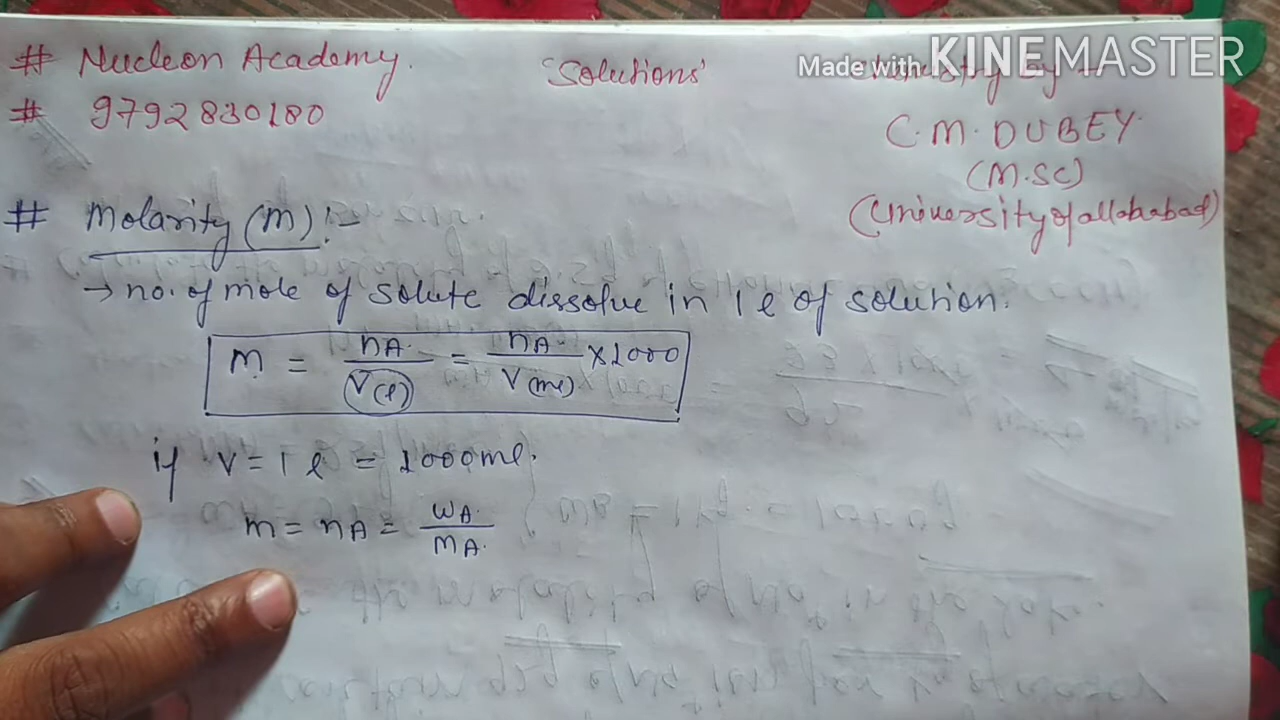 # Nucleon Academy.
'Solutions'
Made with KINEMASTER
# 9792830180
C.M. DUBEY
(M.SC)
(University of allahabad)
# Molarity (M) :-
→ no. of mole of solute dissolve in 1 l of solution.
M = nA / V(l) = nA / V(ml) × 1000
if V = 1 l = 1000 ml.
M = nA = WA / MA.